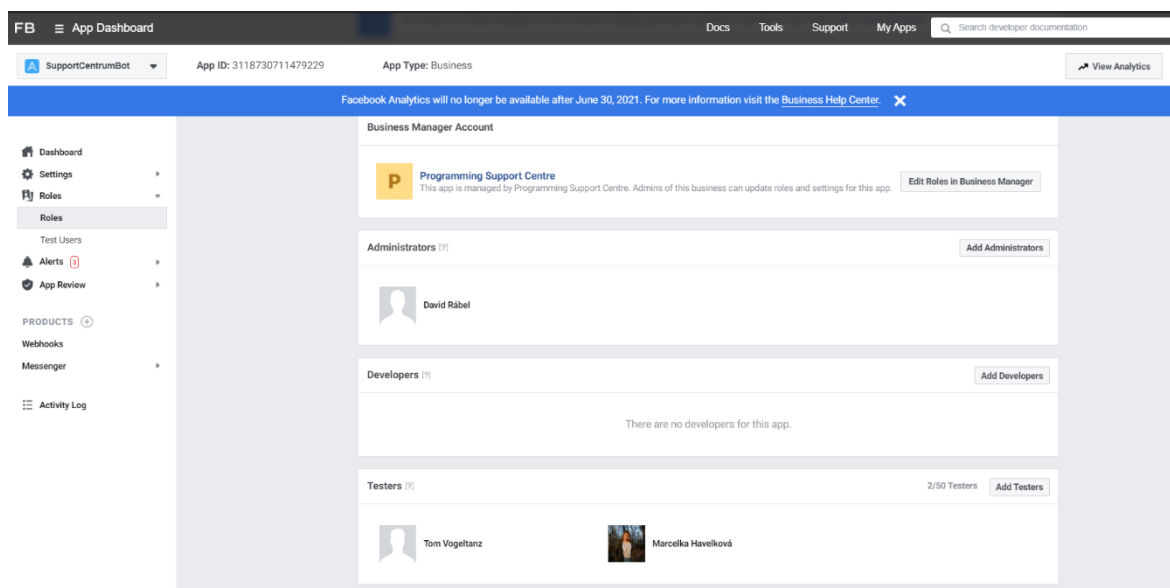 FB ☰ App Dashboard Docs Tools Support My Apps Search developer documentation
SupportCentrumBot App ID: 3118730711479229 App Type: Business View Analytics
Facebook Analytics will no longer be available after June 30, 2021. For more information visit the Business Help Center.
Dashboard
Settings
Roles
Roles
Test Users
Alerts 3
App Review
PRODUCTS
Webhooks
Messenger
Activity Log
Business Manager Account
P
Programming Support Centre
This app is managed by Programming Support Centre. Admins of this business can update roles and settings for this app.
Edit Roles in Business Manager
Administrators [?] Add Administrators
David Rábel
Developers [?] Add Developers
There are no developers for this app.
Testers [?] 2/50 Testers Add Testers
Tom Vogeltanz Marcelka Havelková